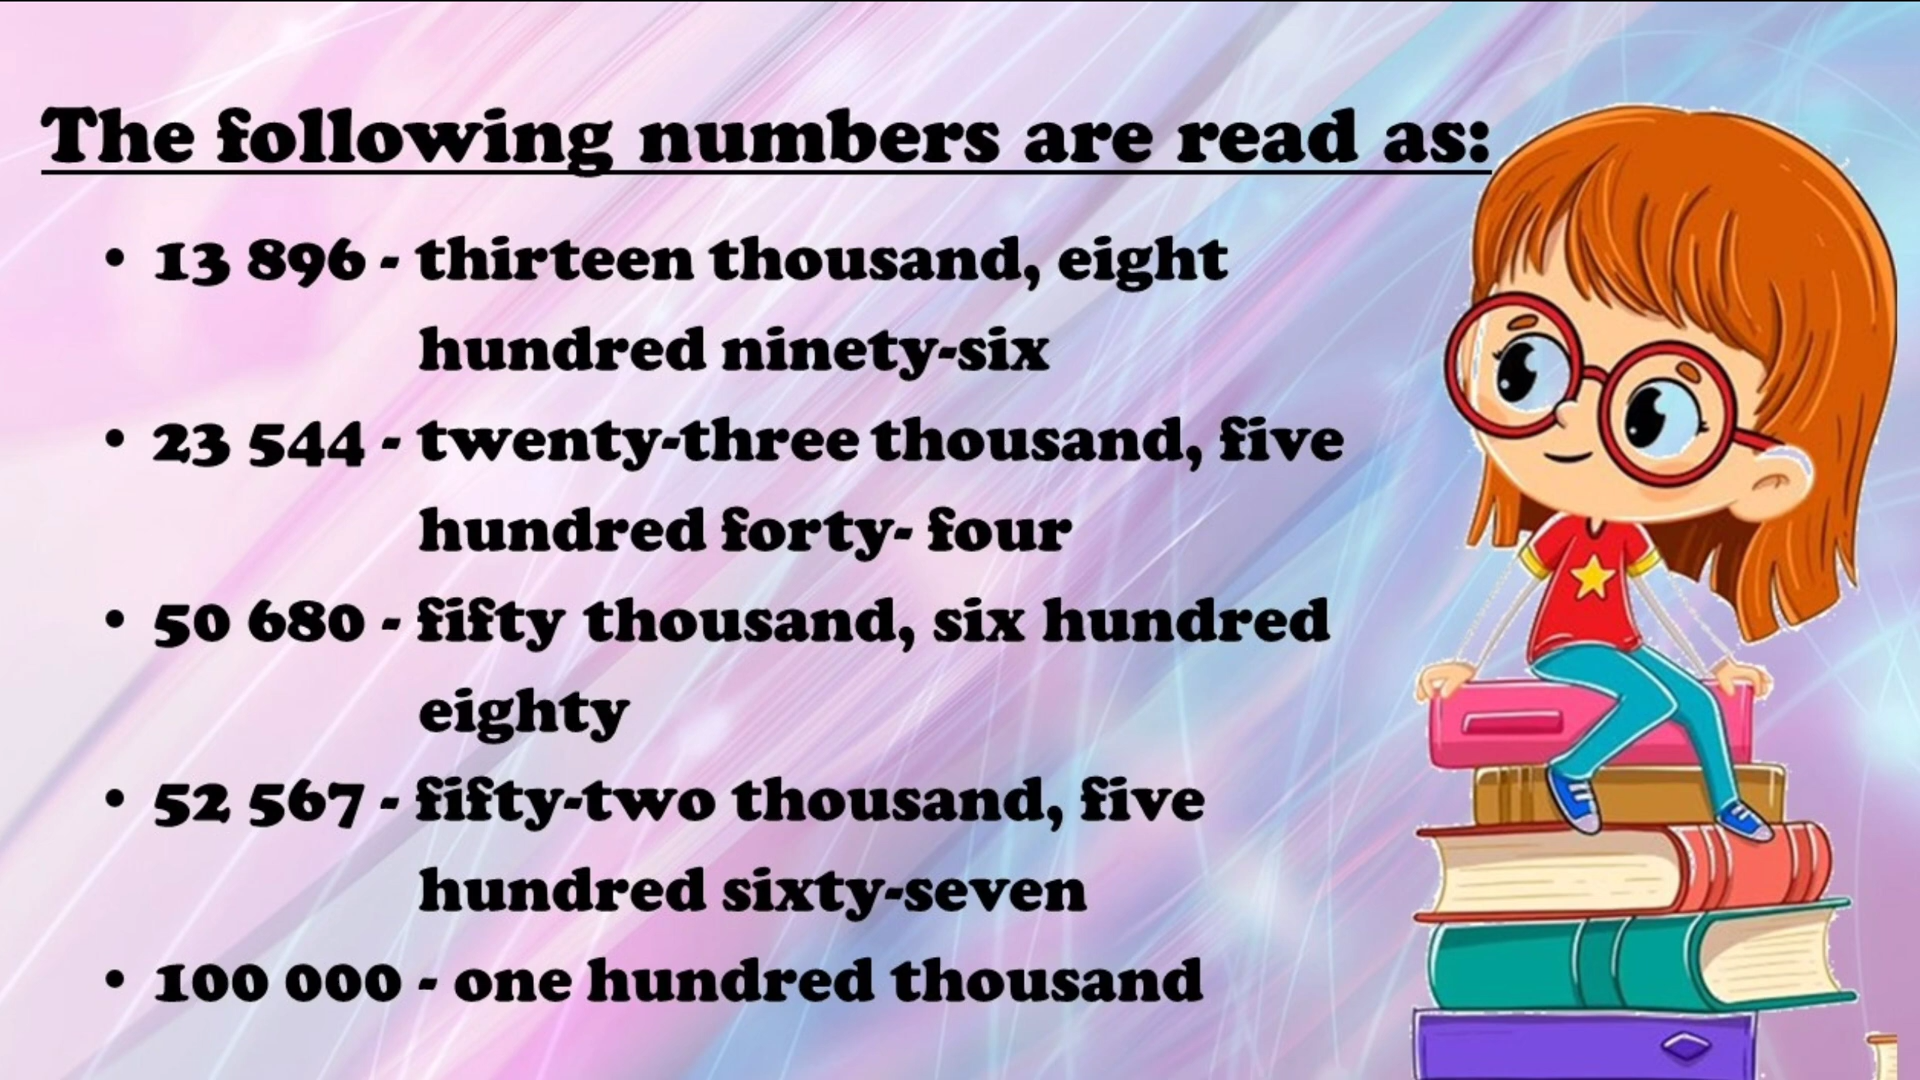 The following numbers are read as:
• 13 896 - thirteen thousand, eight
hundred ninety-six
• 23 544 - twenty-three thousand, five
hundred forty- four
• 50 680 - fifty thousand, six hundred
eighty
• 52 567 - fifty-two thousand, five
hundred sixty-seven
• 100 000 - one hundred thousand